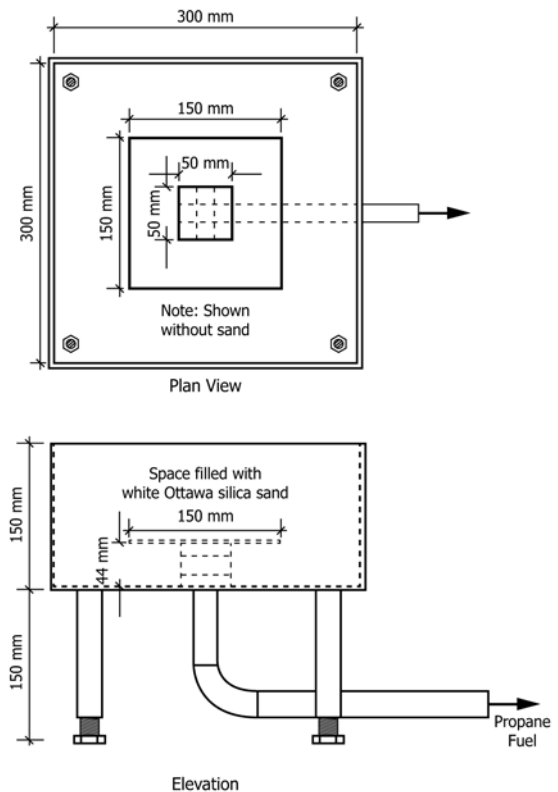 300 mm
150 mm
50 mm
300 mm
150 mm
50 mm
Note: Shown
without sand
Plan View
Space filled with
white Ottawa silica sand
150 mm
150 mm
44 mm
150 mm
Propane
Fuel
Elevation